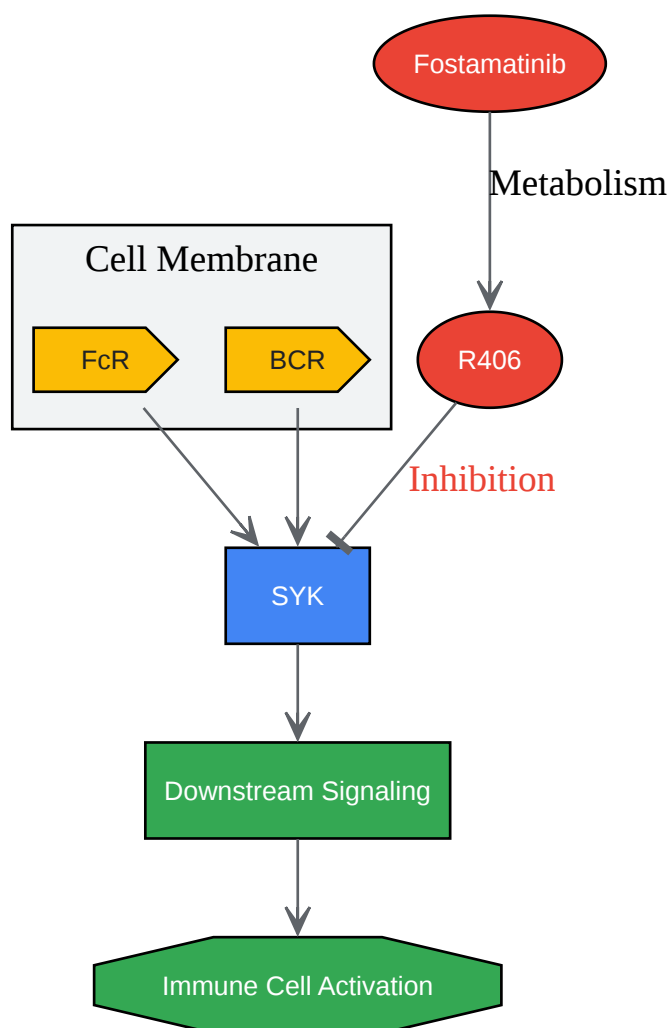 Fostamatinib
Metabolism
Cell Membrane
FcR
BCR
R406
Inhibition
SYK
Downstream Signaling
Immune Cell Activation